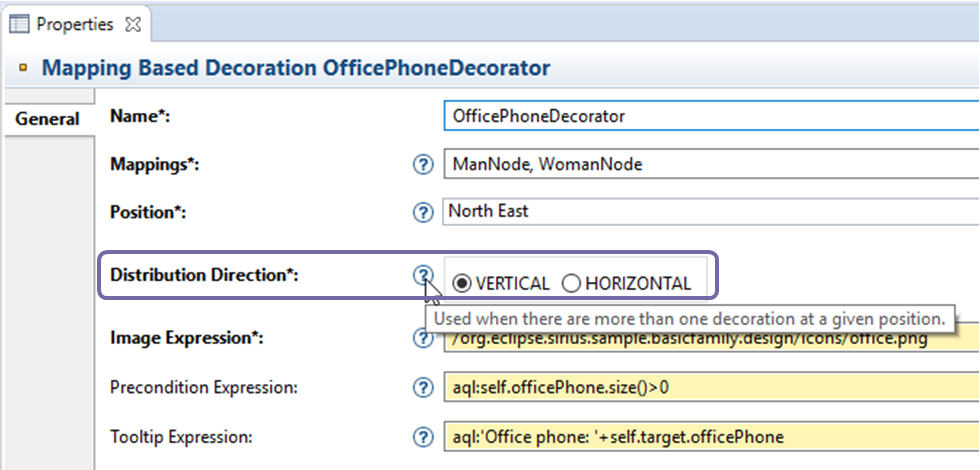 Properties
Mapping Based Decoration OfficePhoneDecorator
General
Name*: OfficePhoneDecorator
Mappings*: ? ManNode, WomanNode
Position*: ? North East
Distribution Direction*: ? VERTICAL HORIZONTAL
Used when there are more than one decoration at a given position.
Image Expression*: ? /org.eclipse.sirius.sample.basicfamily.design/icons/office.png
Precondition Expression: ? aql:self.officePhone.size()>0
Tooltip Expression: ? aql:'Office phone: '+self.target.officePhone